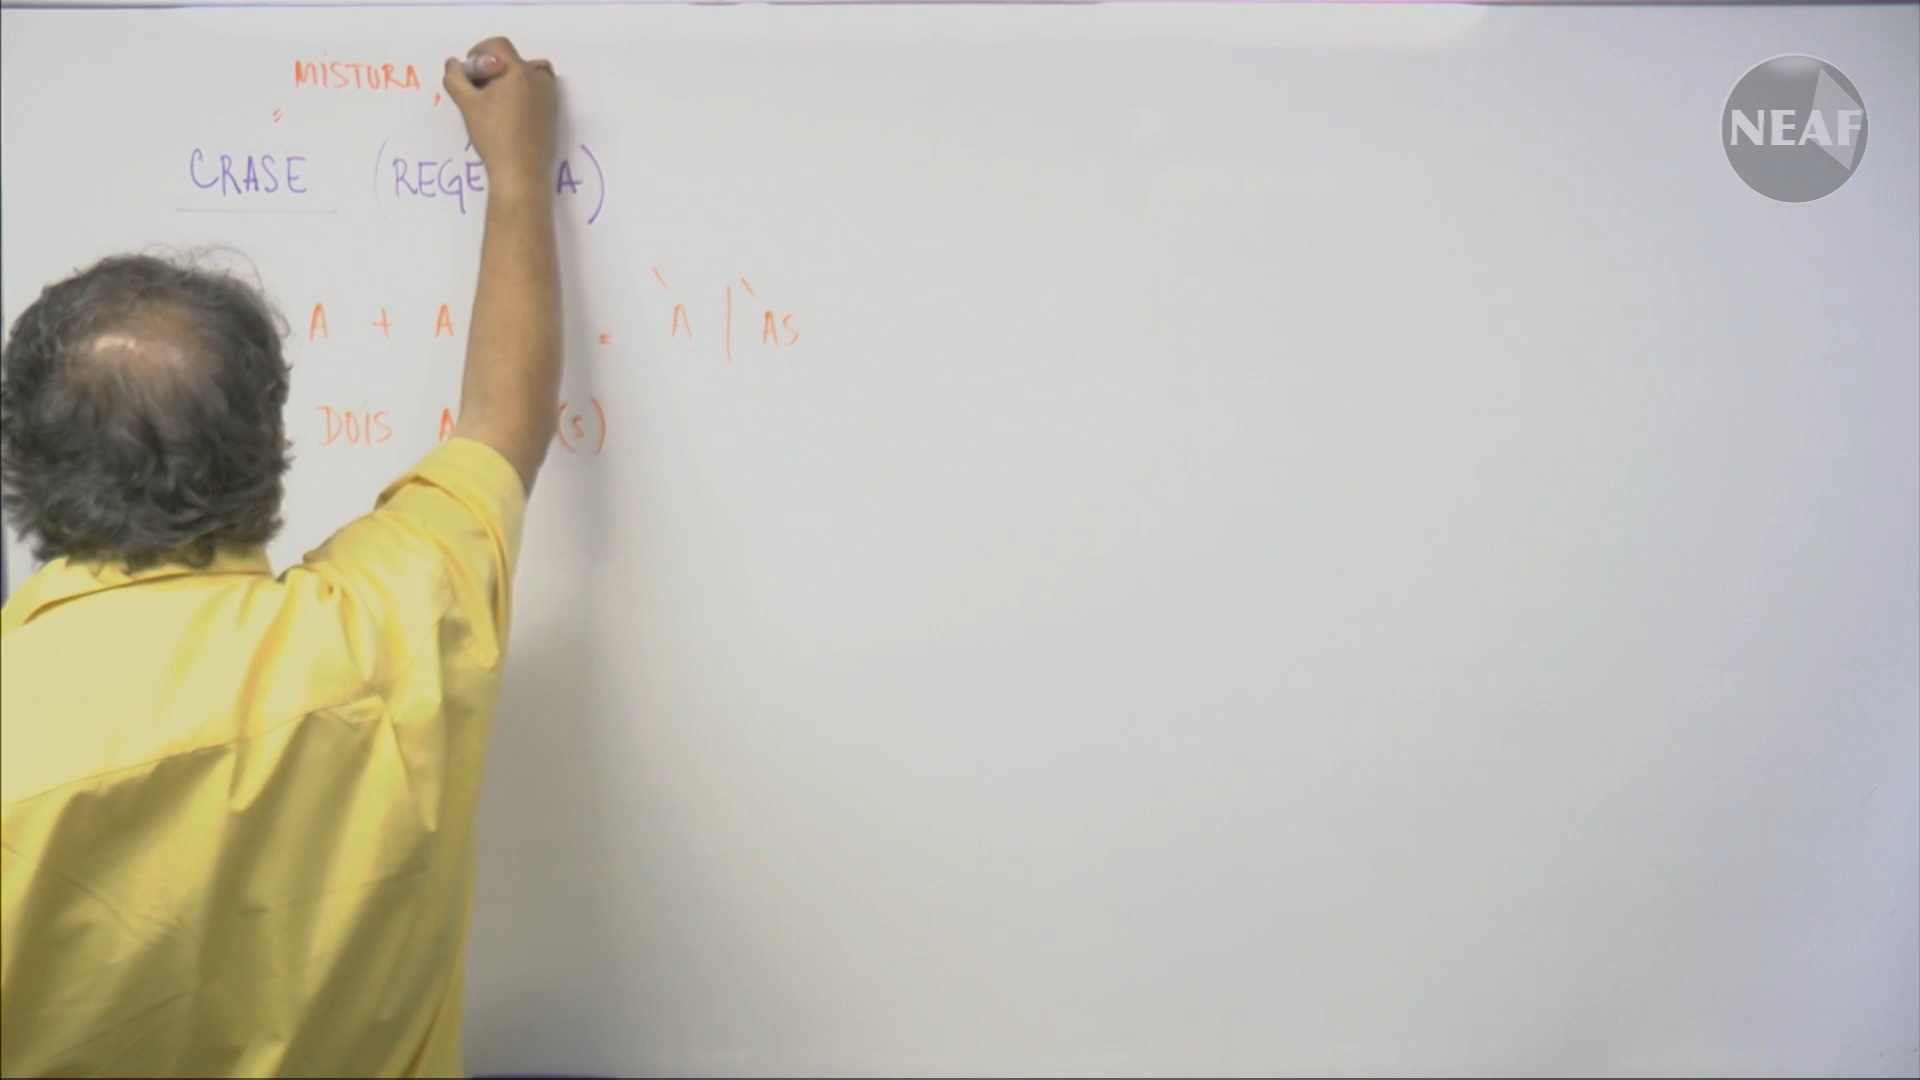 MISTURA,
= NEAF
CRASE (REGÊ A)
A + A = À | ÀS
DOIS A (S)